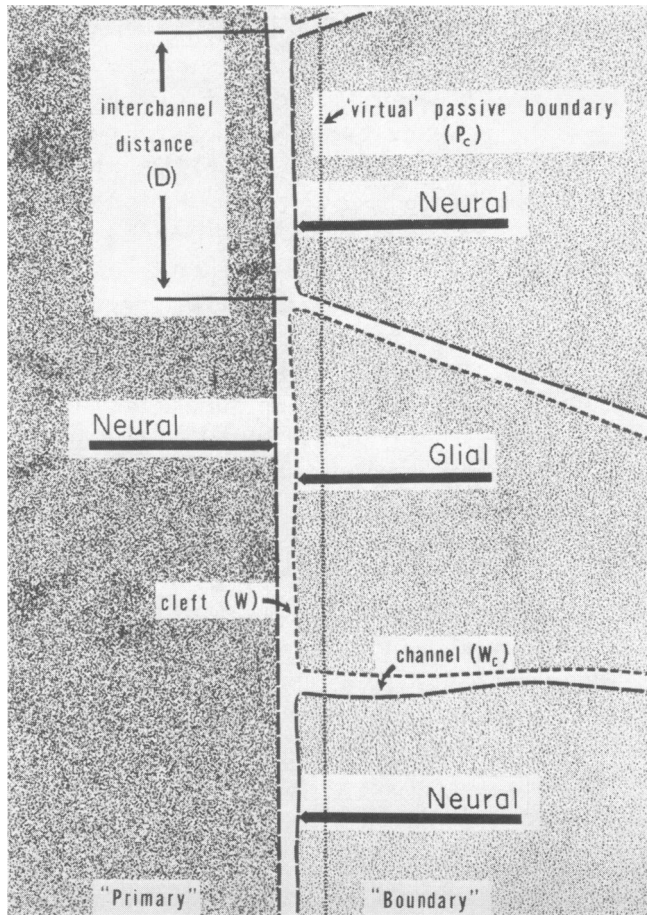 interchannel
distance
(D)
'virtual' passive boundary
(Pc)
Neural
Neural
Glial
cleft (W)
channel (Wc)
Neural
"Primary"
"Boundary"